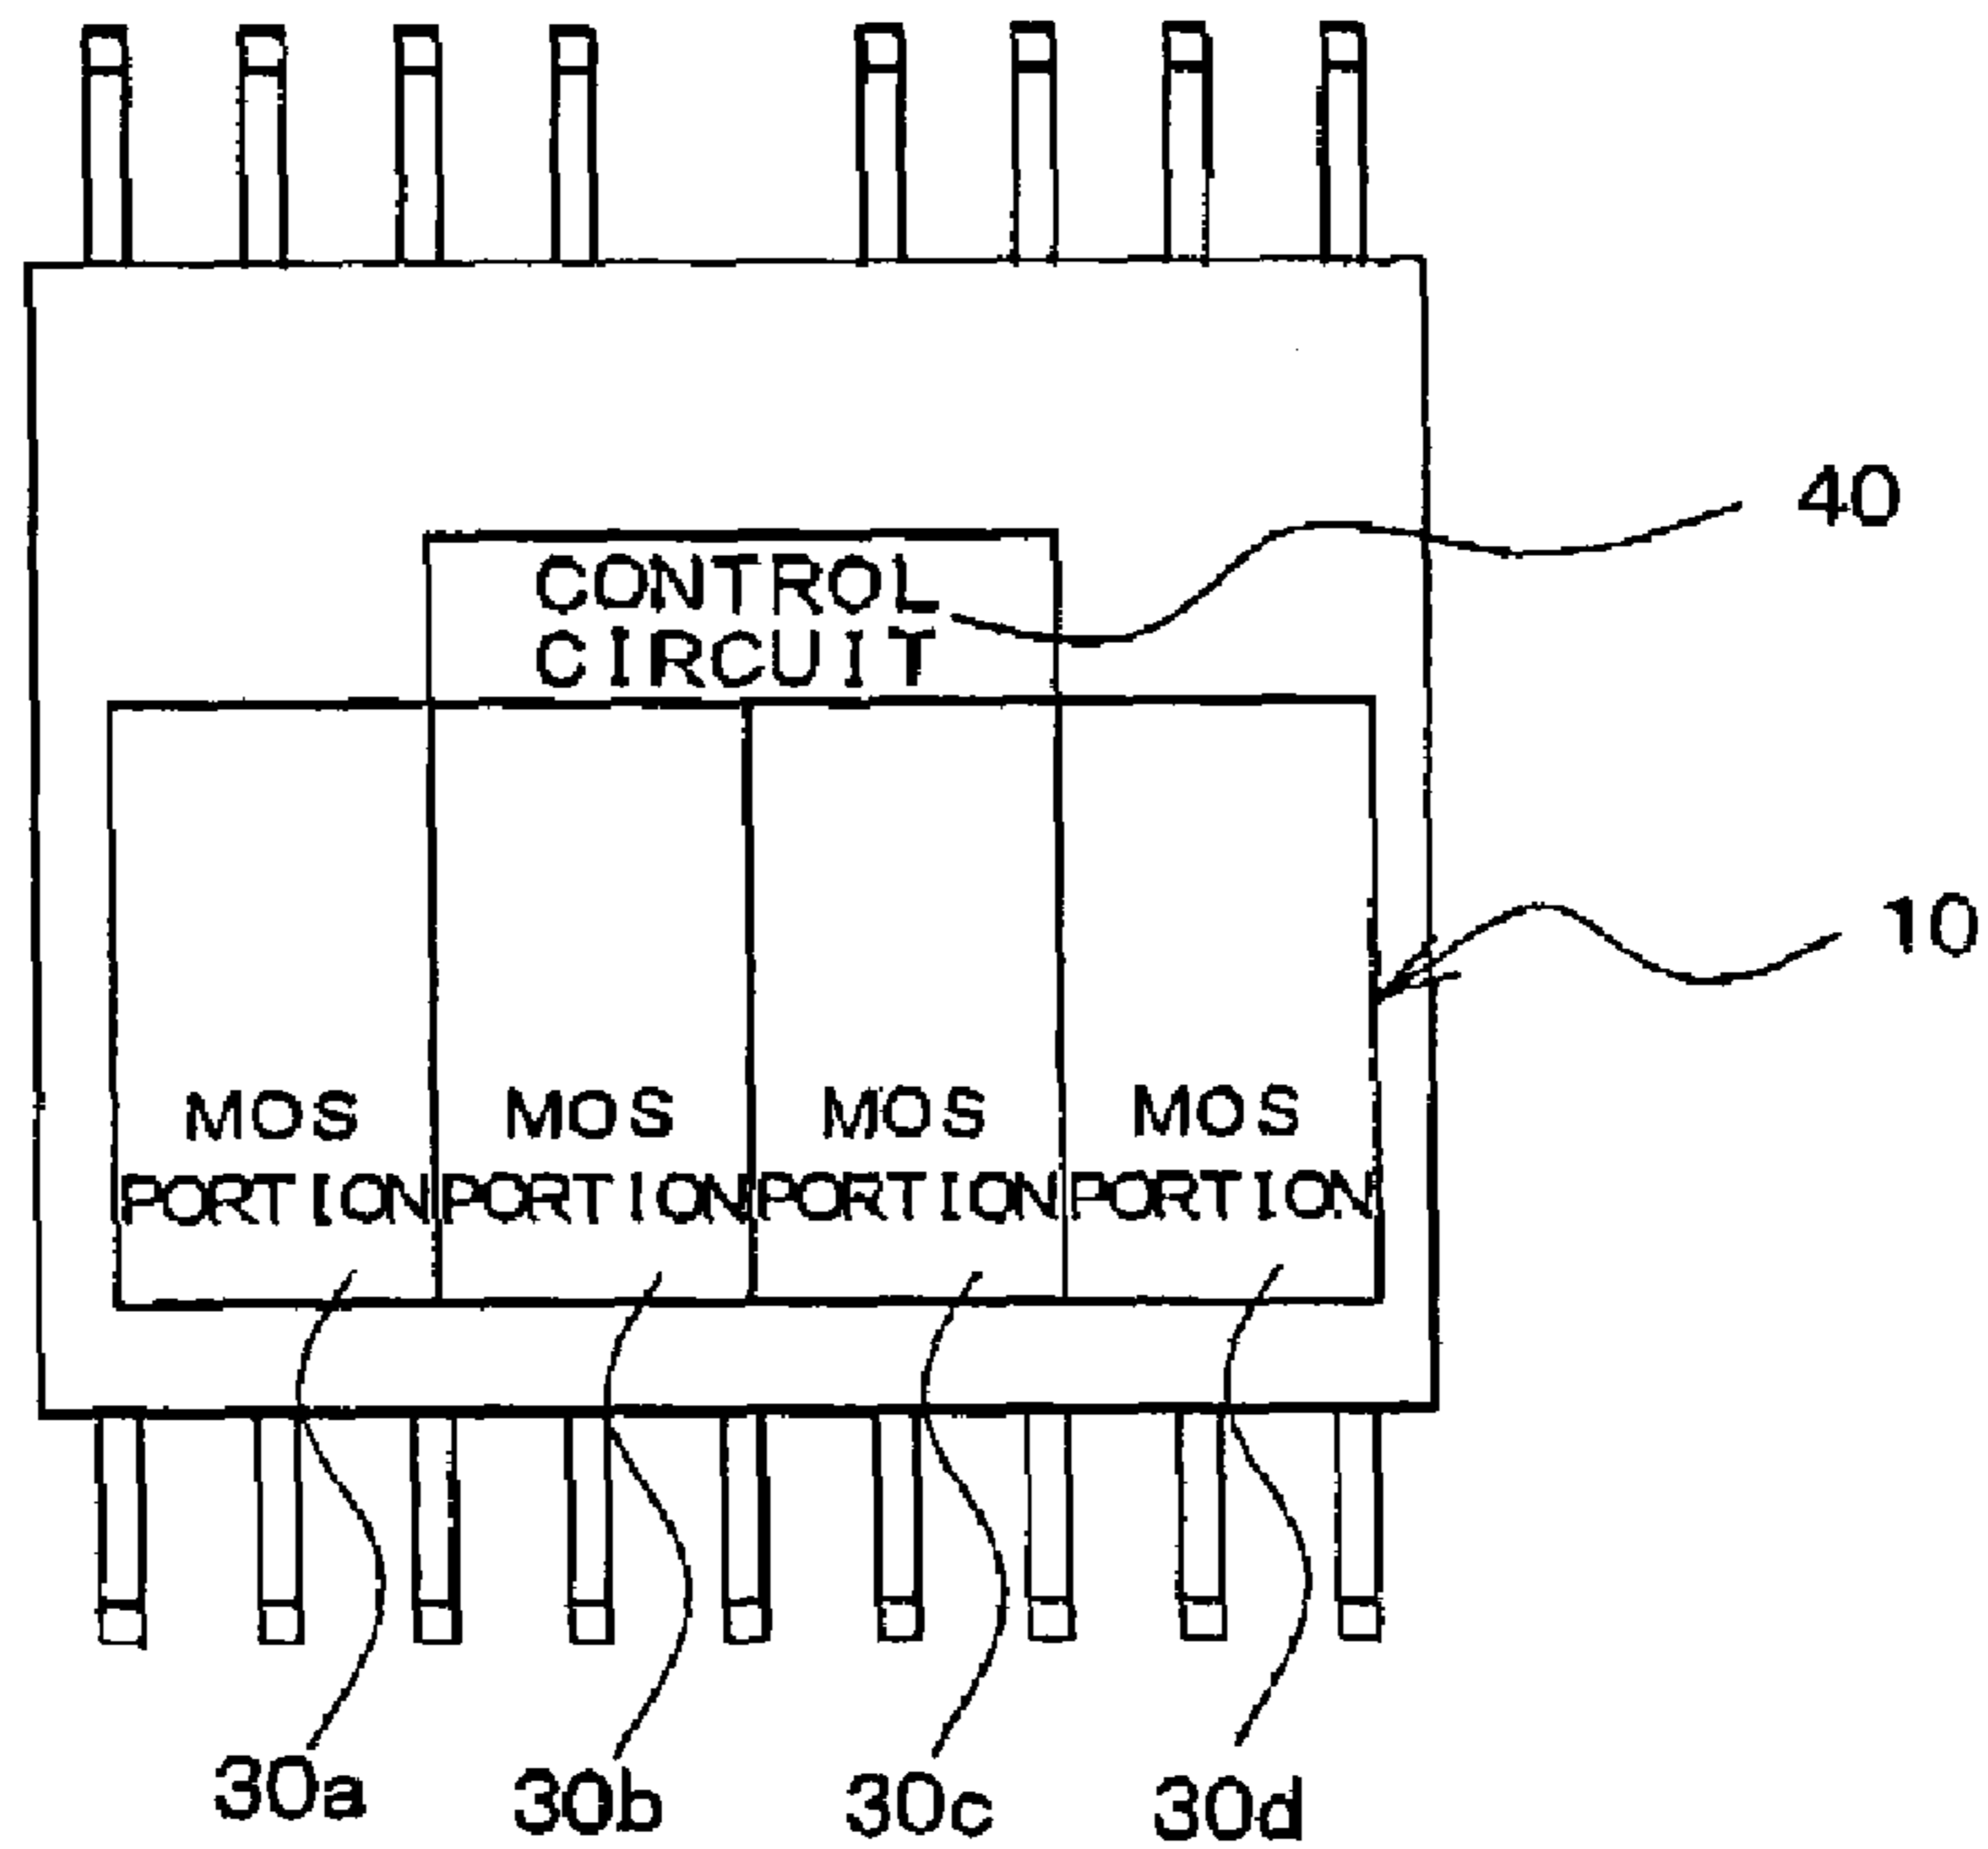 40
CONTROL
CIRCUIT
10
MOS MOS MOS MOS
PORTION PORTION PORTION PORTION
30a 30b 30c 30d